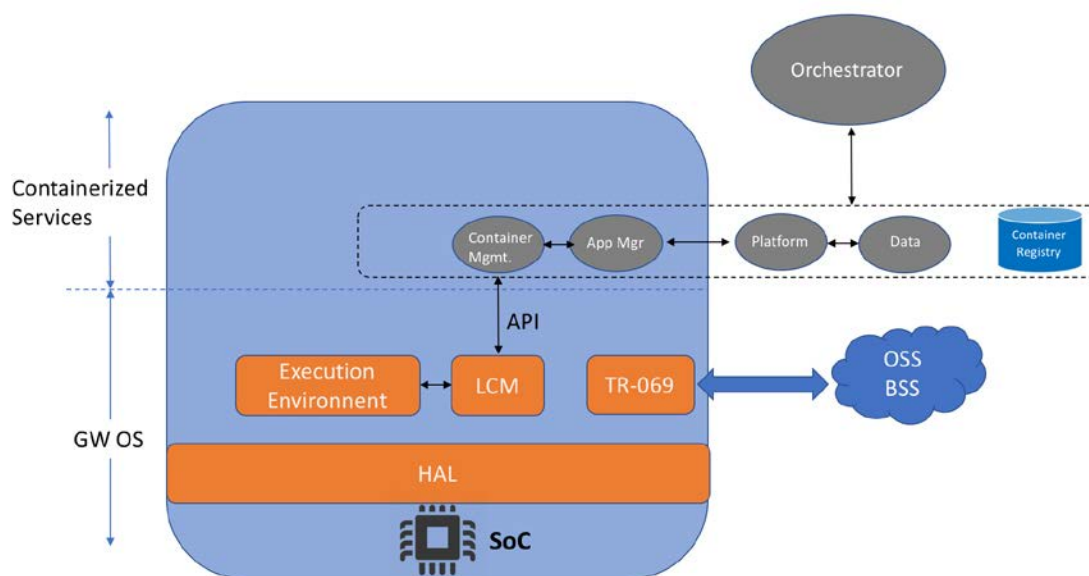 Orchestrator
Containerized
Services
Container
Mgmt.
App Mgr
Platform
Data
Container
Registry
API
Execution
Environnent
LCM
TR-069
OSS
BSS
GW OS
HAL
SoC